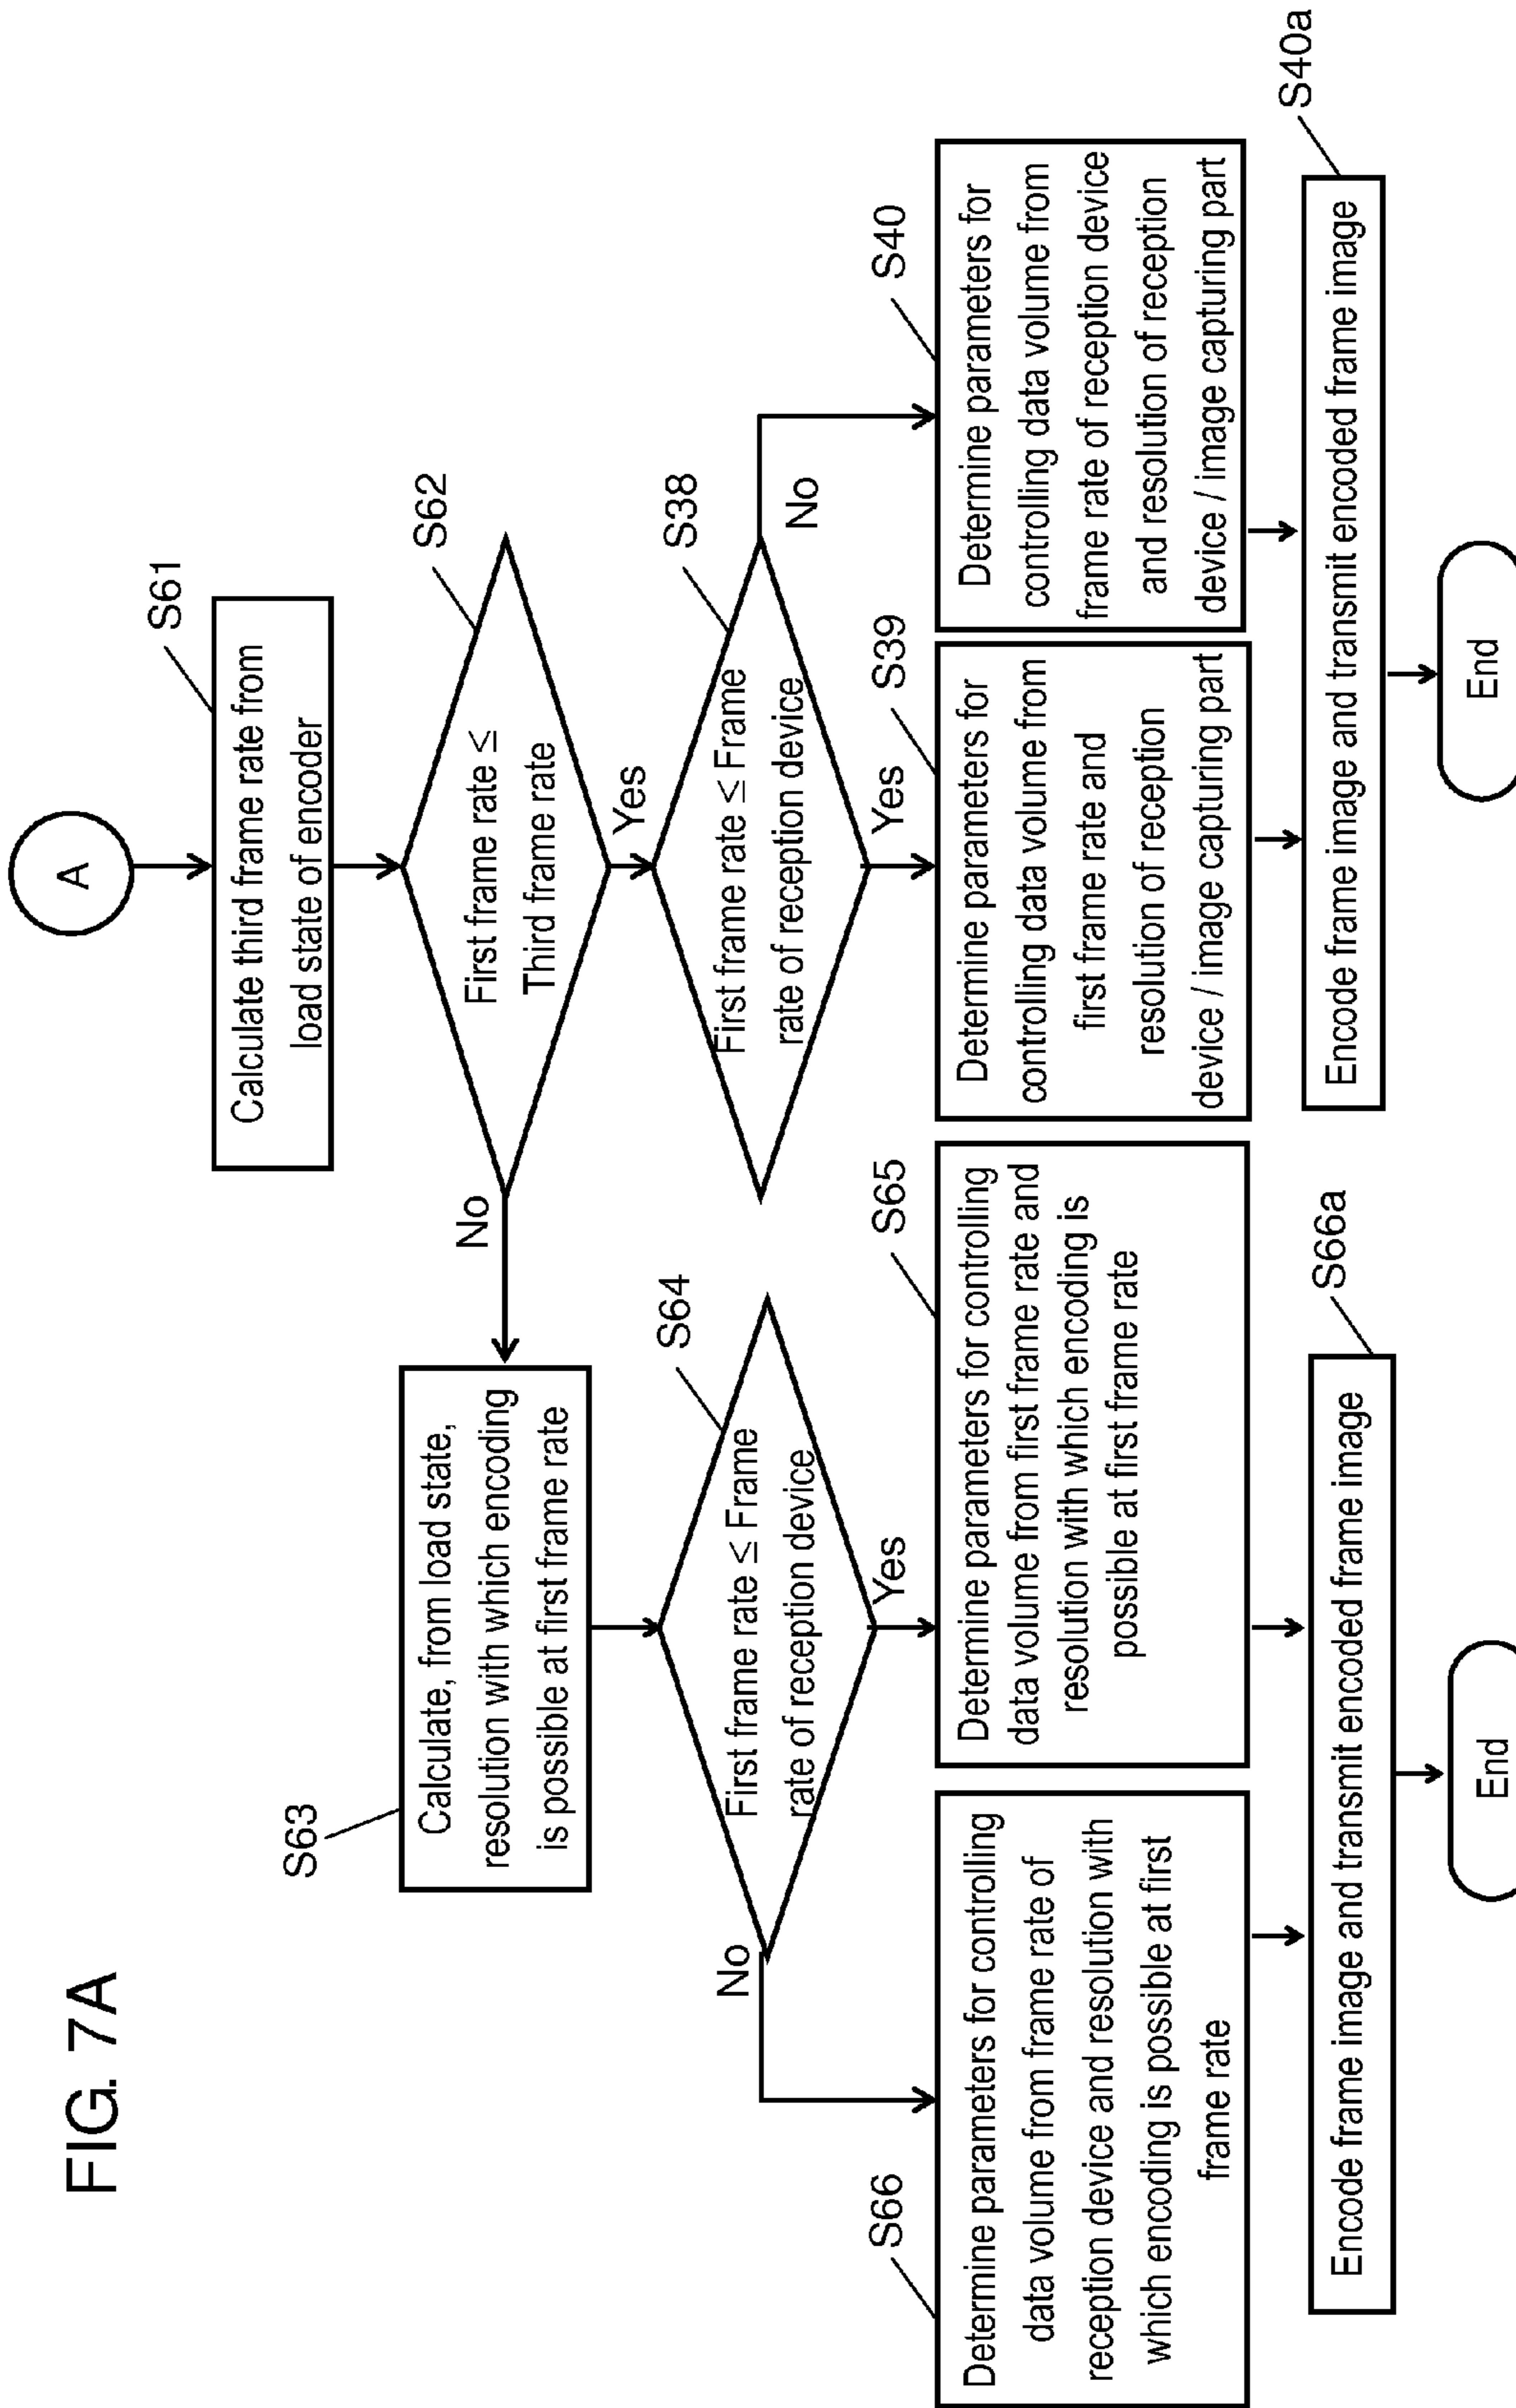 FIG. 7A
A
S61
Calculate third frame rate from
load state of encoder
S62
First frame rate ≤
Third frame rate
No
Yes
S63
Calculate, from load state,
resolution with which encoding
is possible at first frame rate
S64
First frame rate ≤ Frame
rate of reception device
No
Yes
S38
First frame rate ≤ Frame
rate of reception device
Yes
No
S66
Determine parameters for controlling
data volume from frame rate of
reception device and resolution with
which encoding is possible at first
frame rate
S65
Determine parameters for controlling
data volume from first frame rate and
resolution with which encoding is
possible at first frame rate
S39
Determine parameters for
controlling data volume from
first frame rate and
resolution of reception
device / image capturing part
S40
Determine parameters for
controlling data volume from
frame rate of reception device
and resolution of reception
device / image capturing part
S66a
Encode frame image and transmit encoded frame image
S40a
Encode frame image and transmit encoded frame image
End
End